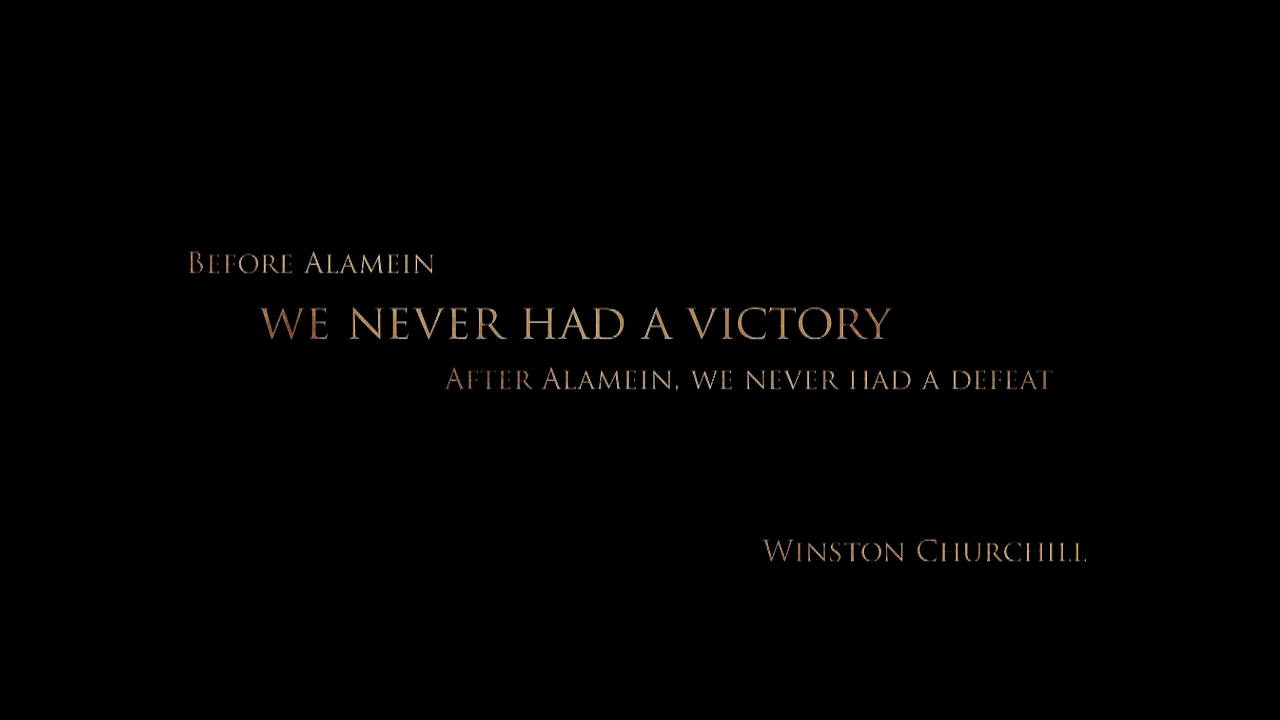 Before Alamein
we never had a victory
After Alamein, we never had a defeat
Winston Churchill